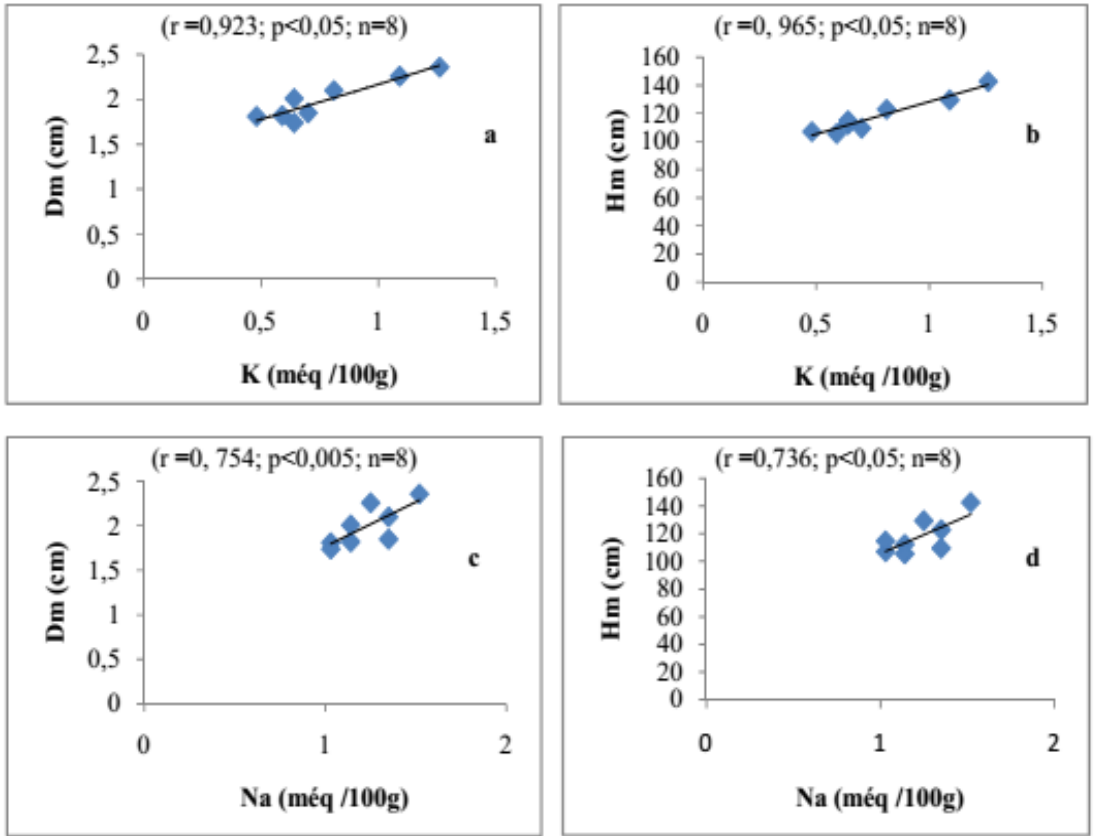 (r =0,923; p<0,05; n=8)
2,5
2
1,5
1
0,5
0
Dm (cm)
a
0 0,5 1 1,5
K (méq /100g)
(r =0, 965; p<0,05; n=8)
160
140
120
100
80
60
40
20
0
Hm (cm)
b
0 0,5 1 1,5
K (méq /100g)
(r =0, 754; p<0,005; n=8)
2,5
2
1,5
1
0,5
0
Dm (cm)
c
0 1 2
Na (méq /100g)
(r =0,736; p<0,05; n=8)
160
140
120
100
80
60
40
20
0
Hm (cm)
d
0 1 2
Na (méq /100g)